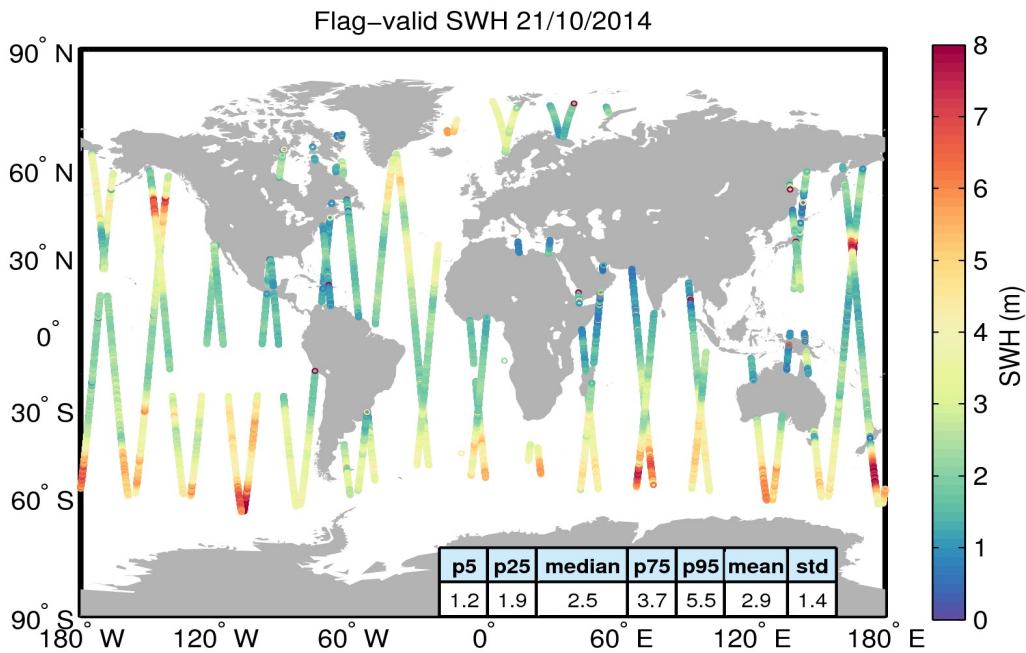 Flag−valid SWH 21/10/2014
90° N
60° N
30° N
0°
30° S
60° S
90° S
180° W
120° W
60° W
0°
60° E
120° E
180° E
p5 p25 median p75 p95 mean std
1.2 1.9 2.5 3.7 5.5 2.9 1.4
8
7
6
5
4
3
2
1
0
SWH (m)